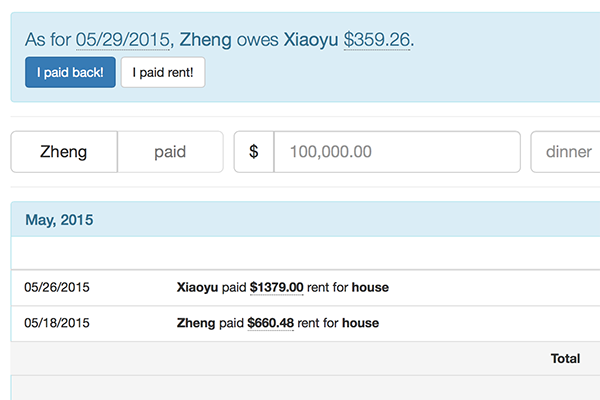 As for 05/29/2015, Zheng owes Xiaoyu $359.26.
I paid back! I paid rent!
Zheng paid $ 100,000.00 dinner
May, 2015
05/26/2015 Xiaoyu paid $1379.00 rent for house
05/18/2015 Zheng paid $660.48 rent for house
Total